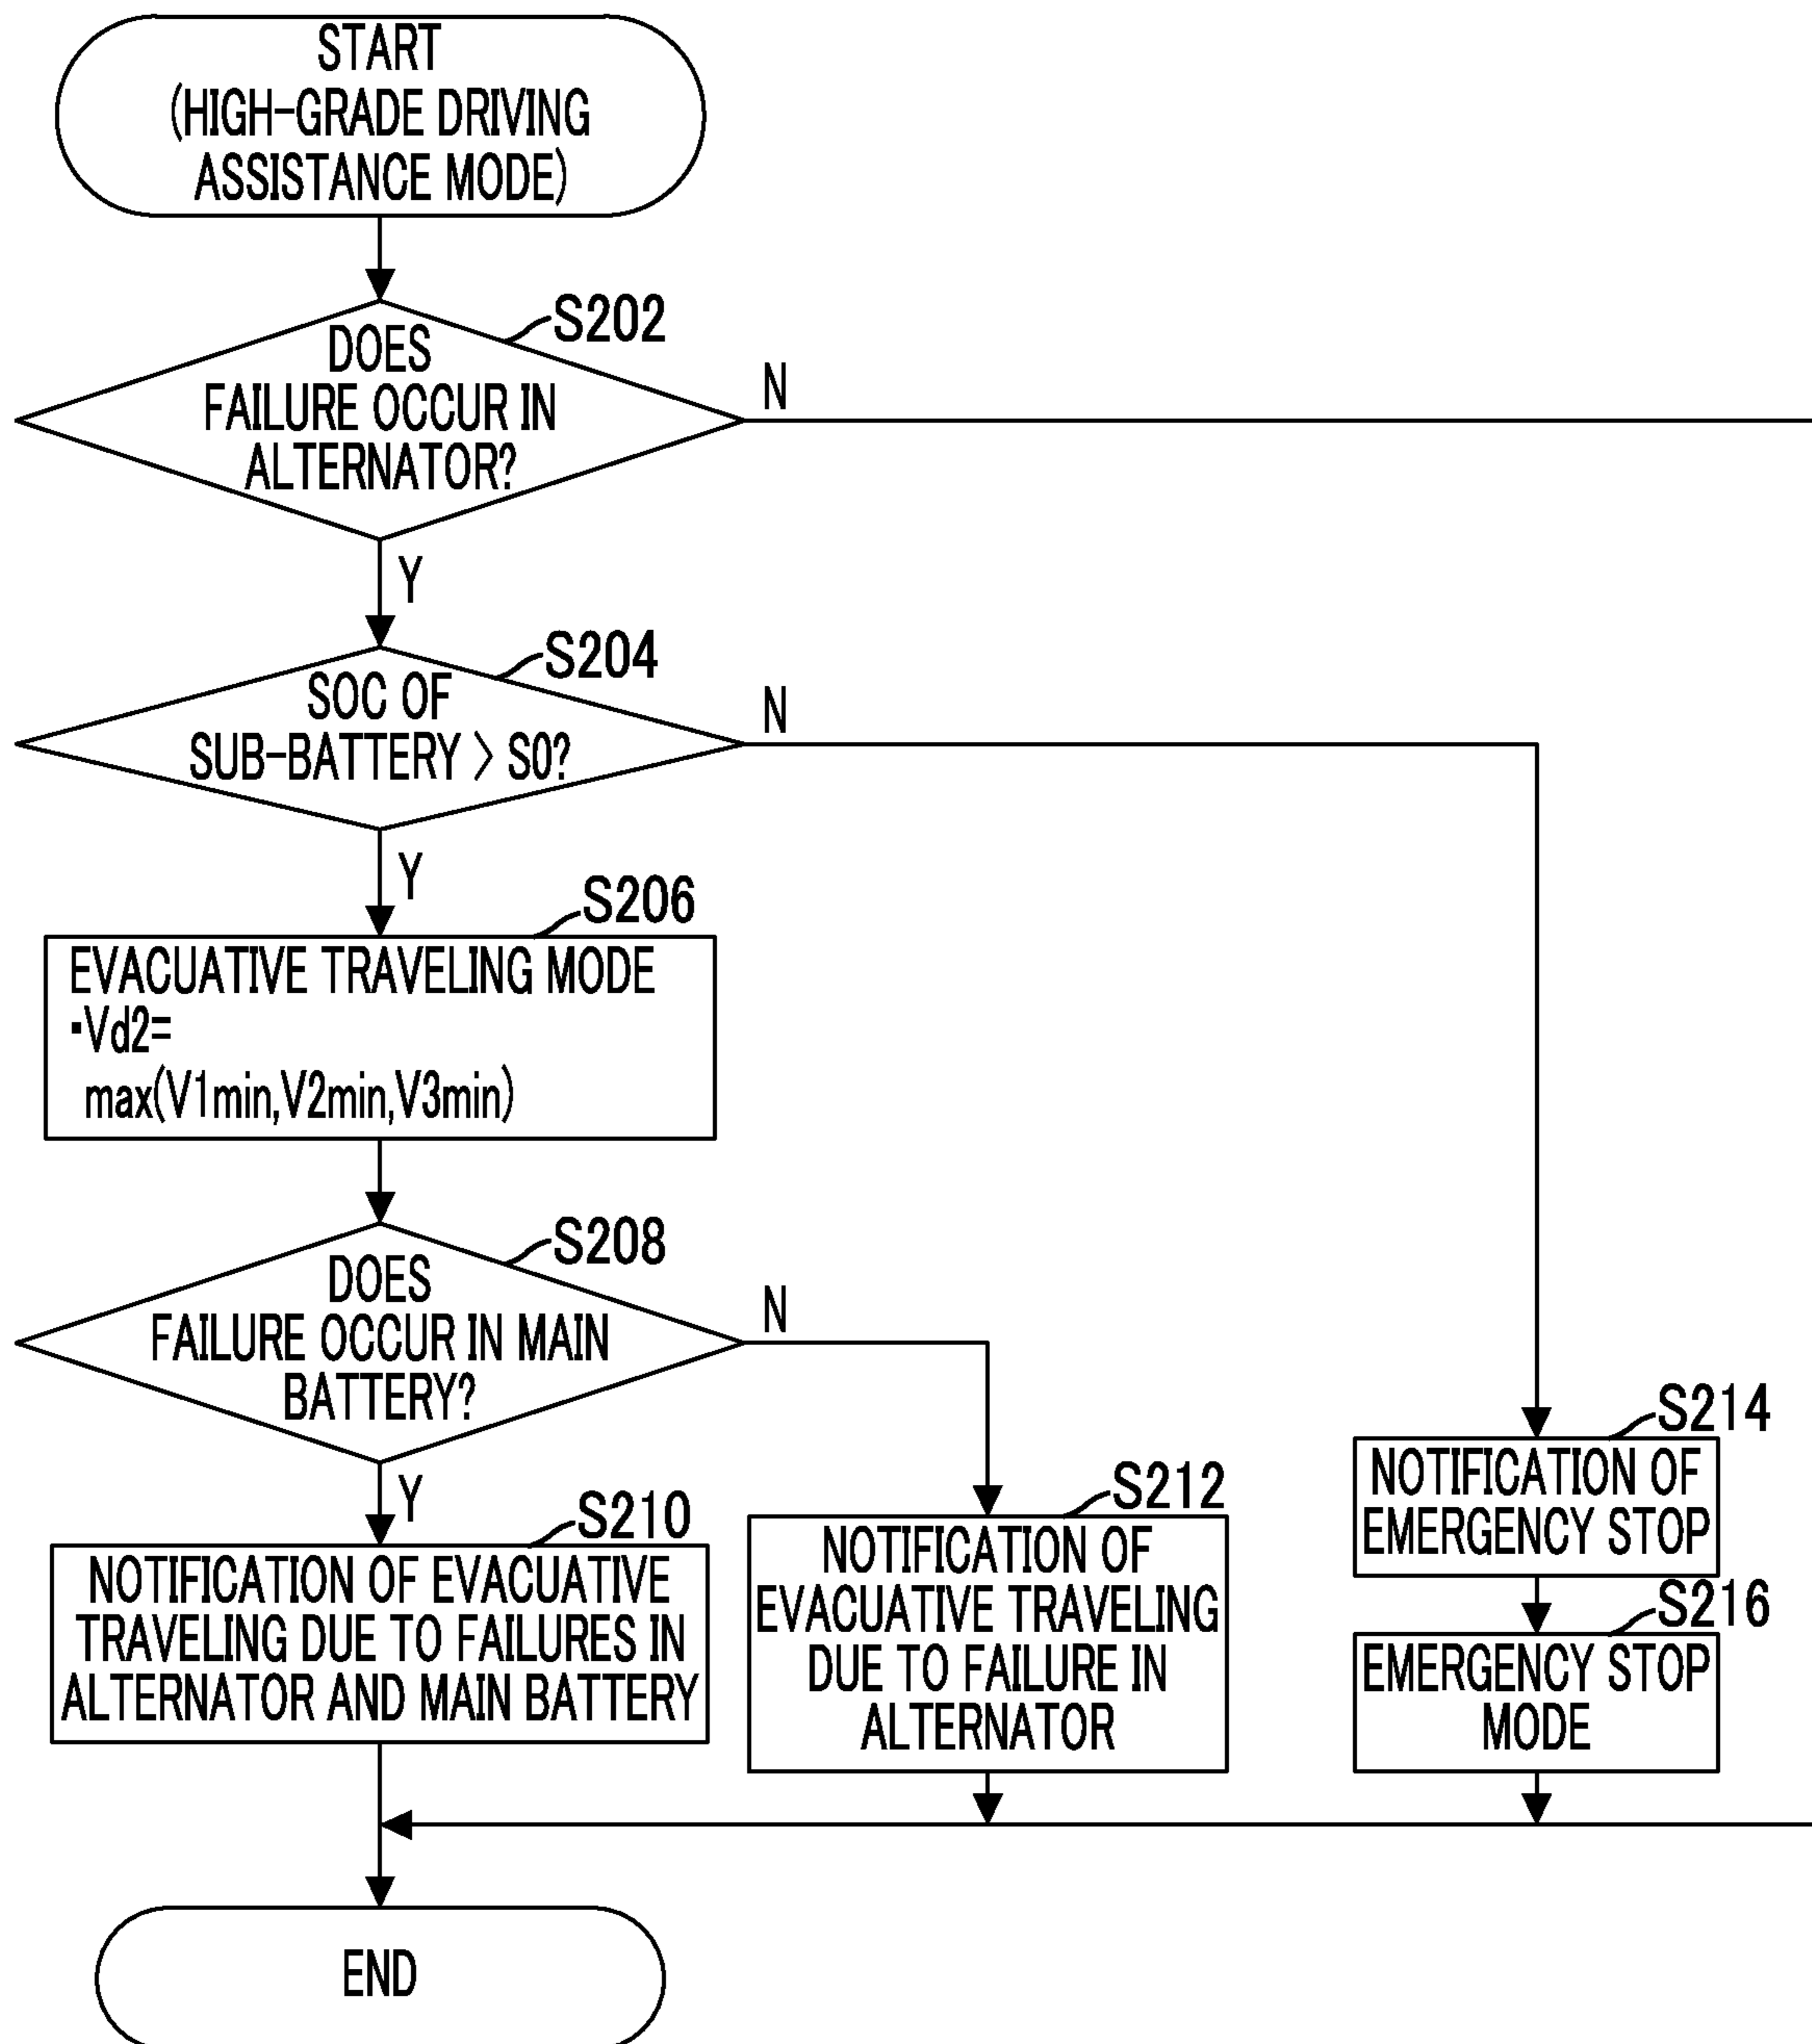 START
(HIGH-GRADE DRIVING
ASSISTANCE MODE)
S202
DOES
FAILURE OCCUR IN
ALTERNATOR?
N
Y
S204
SOC OF
SUB-BATTERY > S0?
N
Y
S206
EVACUATIVE TRAVELING MODE
▪Vd2=
max(V1min,V2min,V3min)
S208
DOES
FAILURE OCCUR IN MAIN
BATTERY?
N
Y
S210
NOTIFICATION OF EVACUATIVE
TRAVELING DUE TO FAILURES IN
ALTERNATOR AND MAIN BATTERY
S212
NOTIFICATION OF
EVACUATIVE TRAVELING
DUE TO FAILURE IN
ALTERNATOR
S214
NOTIFICATION OF
EMERGENCY STOP
S216
EMERGENCY STOP
MODE
END